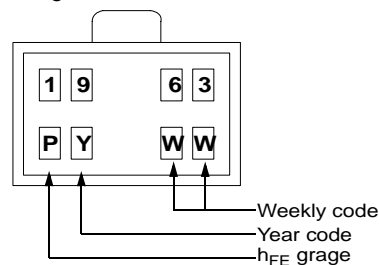 1 9 6 3
P Y W W
Weekly code
Year code
hFE grage